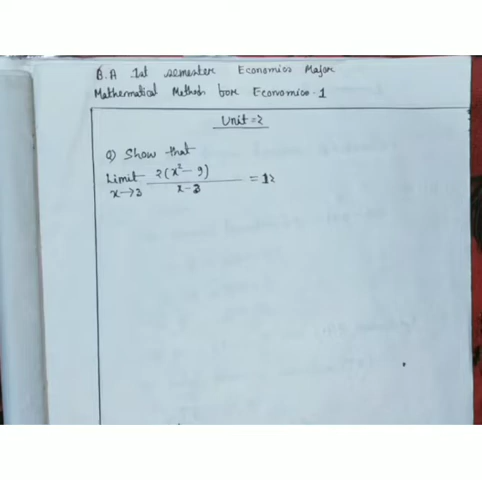 B.A 1st semester Economics Major
Mathematical Methods for Economics-1
Unit=2
Q) Show that
Limit 2(x²-9) = 12
x→3 x-3